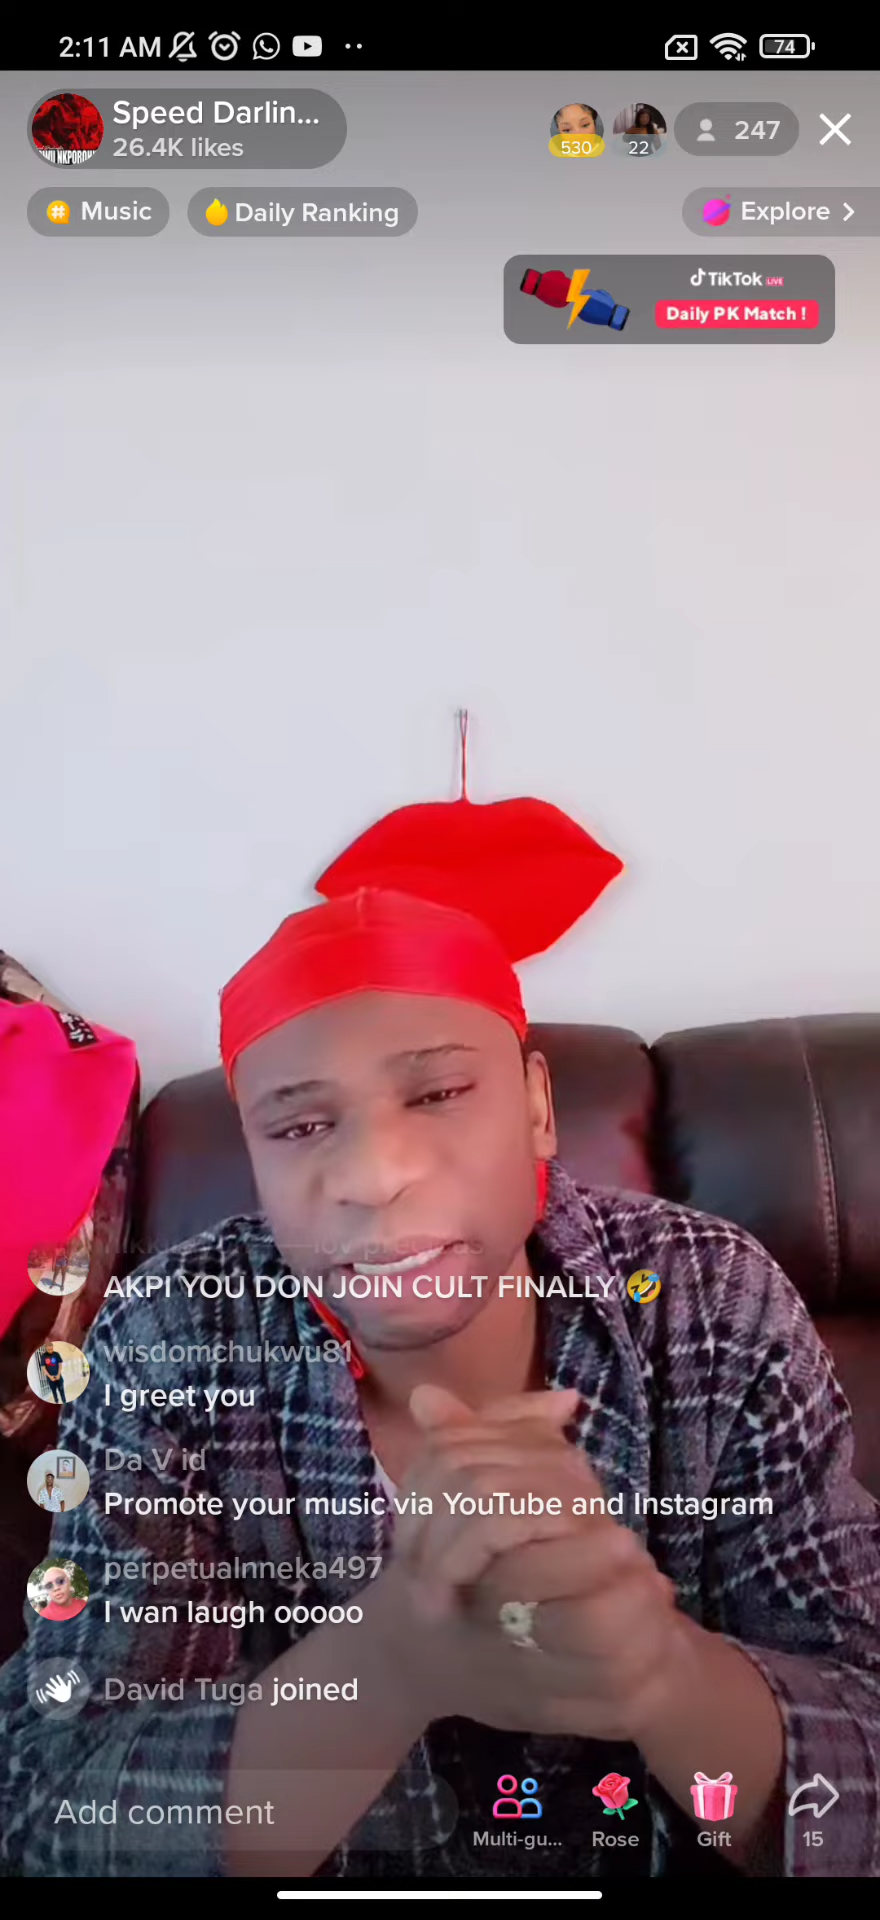 2:11 AM
74
Speed Darlin...
26.4K likes
530
22
247
Music
Daily Ranking
Explore
TikTok LIVE
Daily PK Match !
AKPI YOU DON JOIN CULT FINALLY 🤣
wisdomchukwu81
I greet you
Da V id
Promote your music via YouTube and Instagram
perpetualnneka497
I wan laugh ooooo
David Tuga joined
Add comment
Multi-gu...
Rose
Gift
15